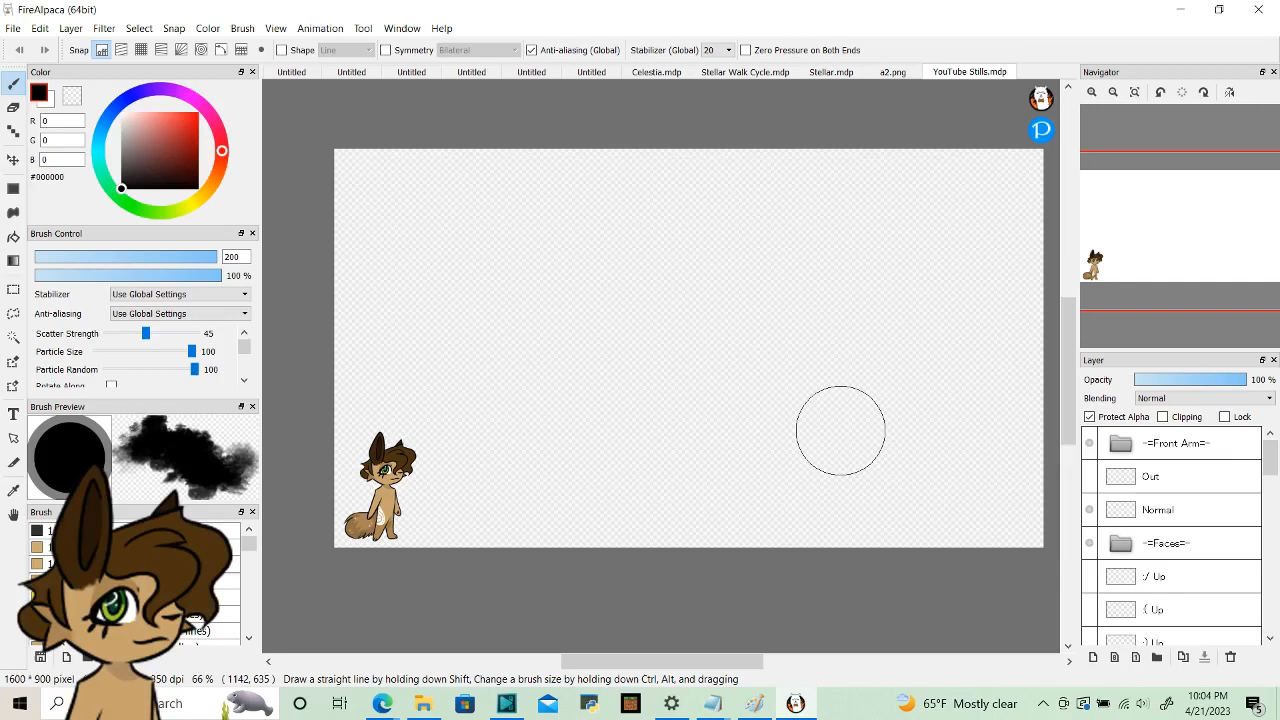 FireAlpaca (64bit)
File Edit Layer Filter Select Snap Color Brush View Animation Tool Window Help
Snap Shape Line Symmetry Bilateral Anti-aliasing (Global) Stabilizer (Global) 20 Zero Pressure on Both Ends
Color Untitled Untitled Untitled Untitled Untitled Untitled Celestia.mdp Stellar Walk Cycle.mdp Stellar.mdp a2.png YouTube Stills.mdp Navigator
R 0
G 0
B 0
#000000
Brush Control
200
100 %
Stabilizer Use Global Settings
Anti-aliasing Use Global Settings
Scatter Strength 45
Particle Size 100
Particle Random 100
Rotate Along
Brush Preview
Brush
Layer
Opacity 100 %
Blending Normal
Protect Alpha Clipping Lock
-=Front Arm=-
Out
Normal
-=Faces=-
:/ Up
:( Up
:) Up
1600 * 900 pixel 350 dpi 66 % ( 1142, 635 ) Draw a straight line by holding down Shift, Change a brush size by holding down Ctrl, Alt, and dragging
65°F Mostly clear
10:04 PM
4/21/2023
5